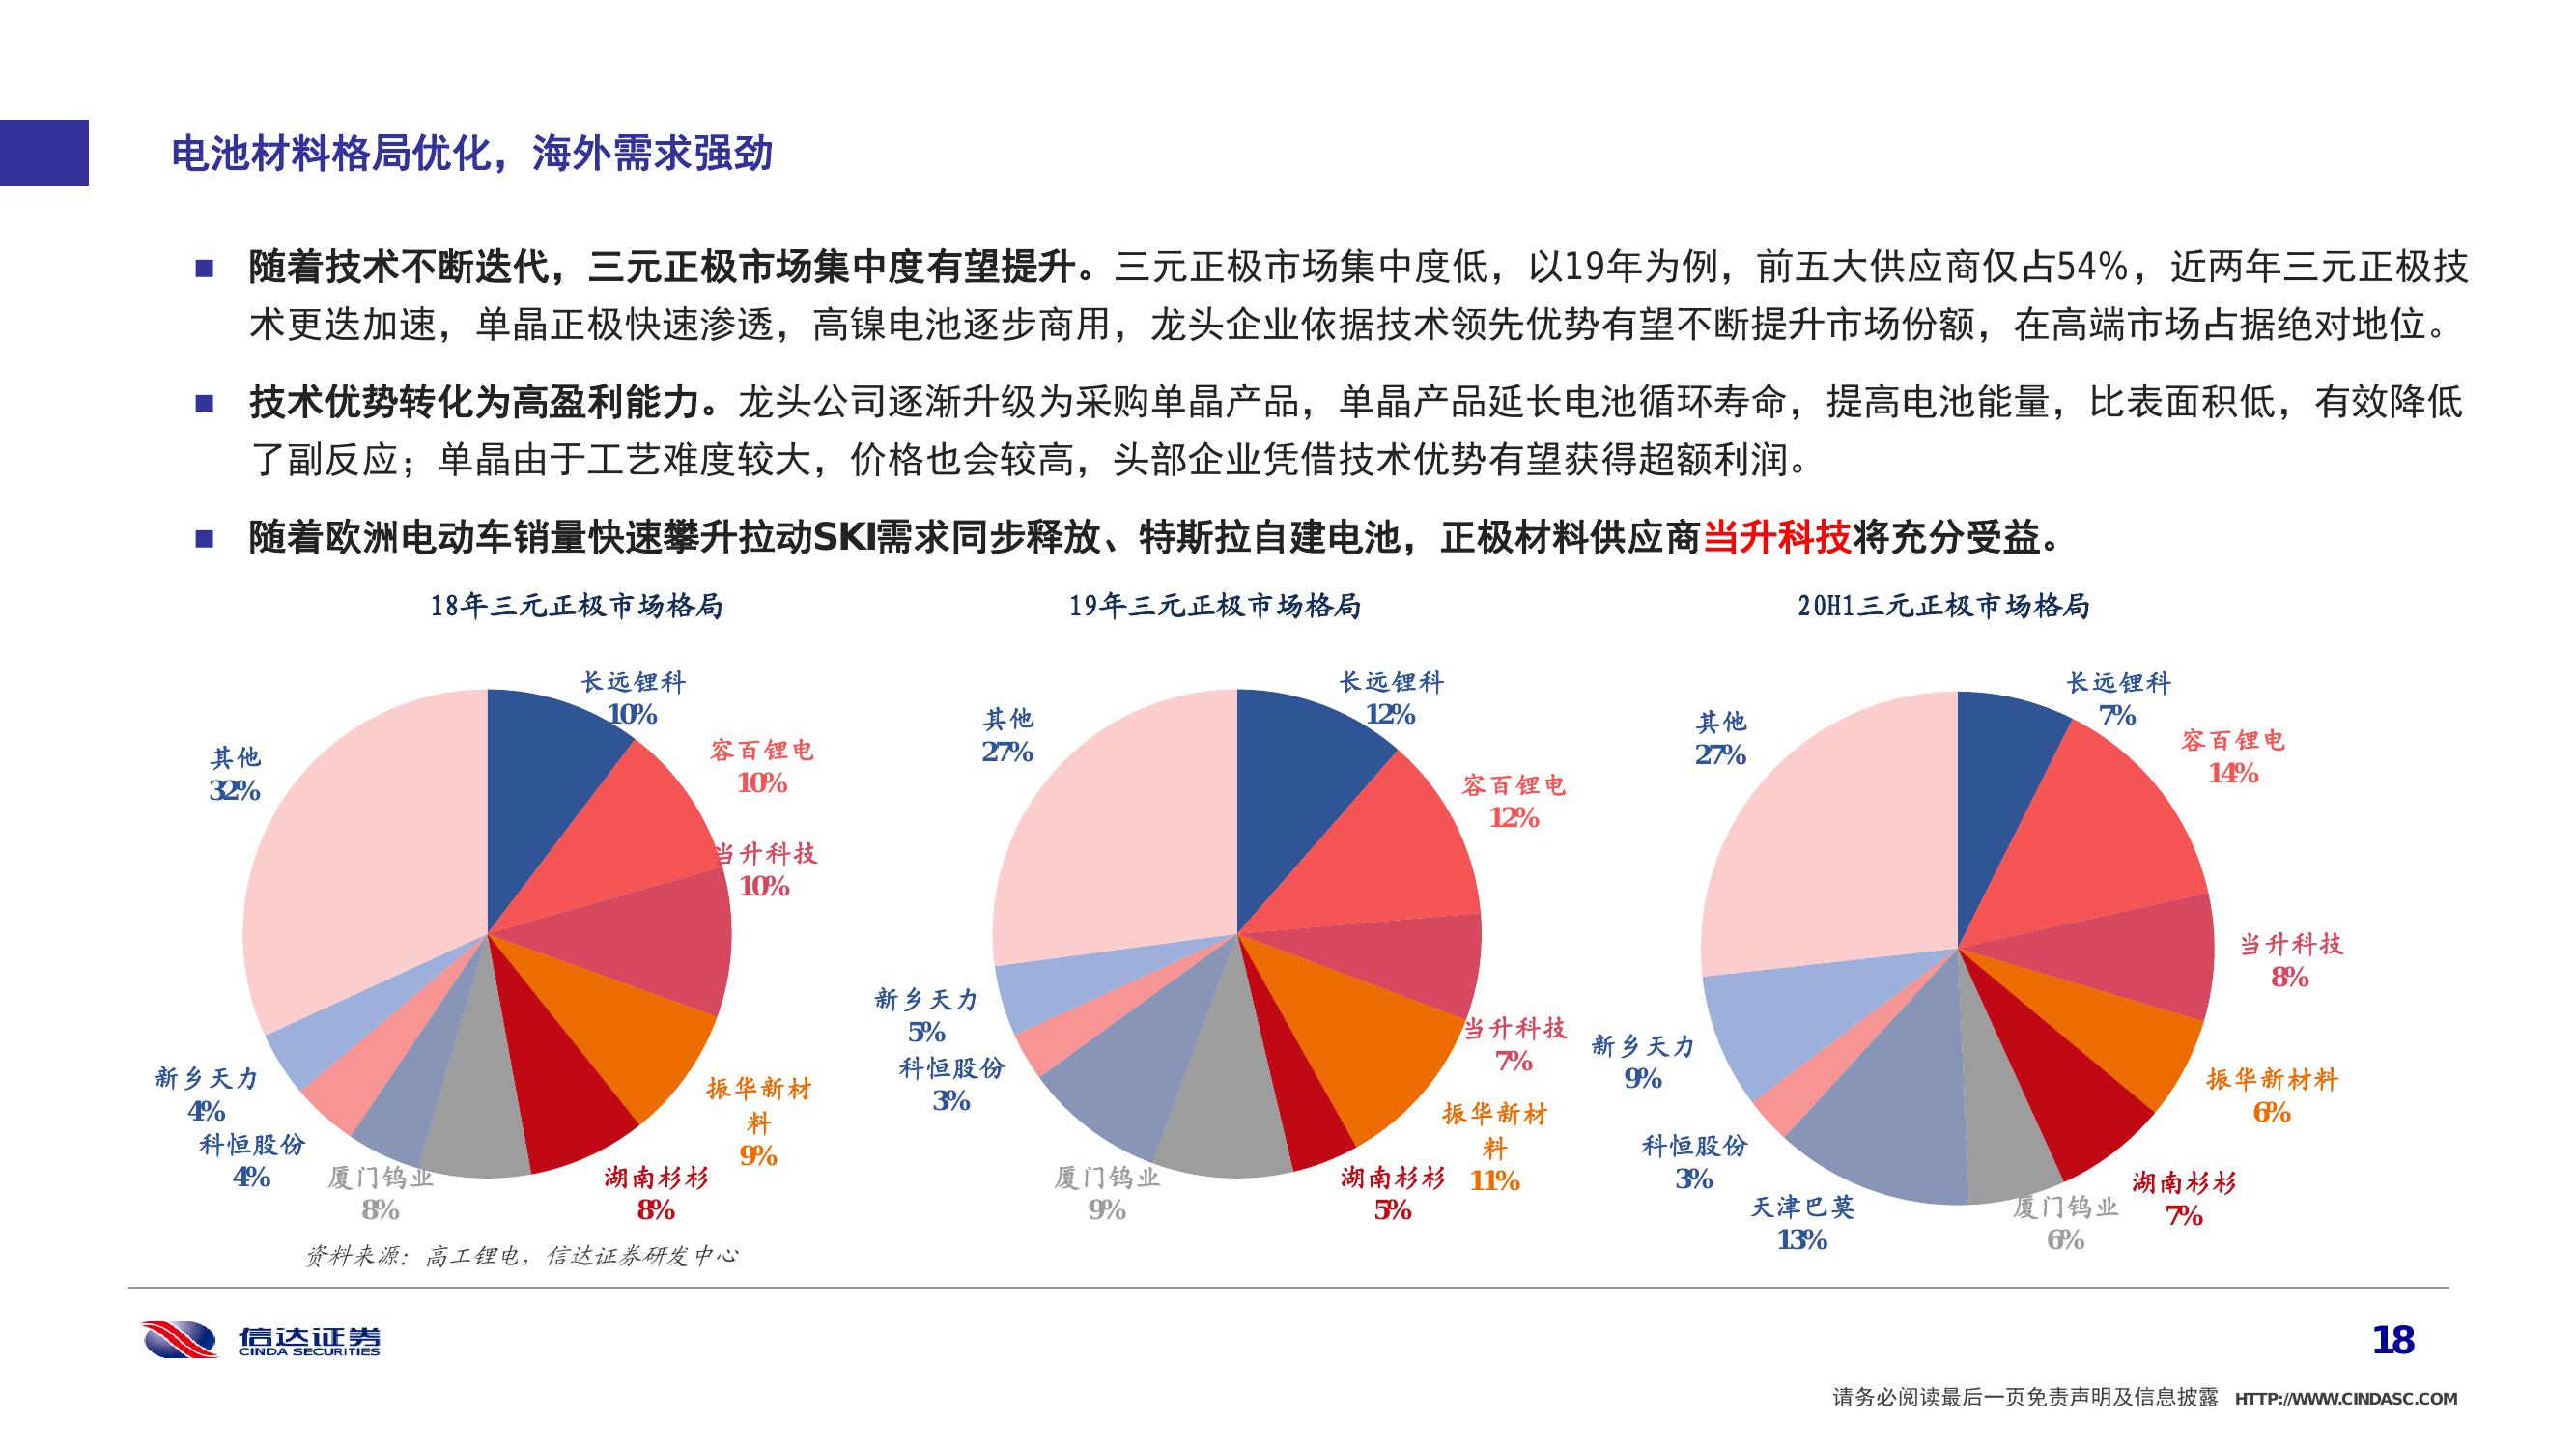 电池材料格局优化，海外需求强劲
■ 随着技术不断迭代，三元正极市场集中度有望提升。三元正极市场集中度低，以19年为例，前五大供应商仅占54%，近两年三元正极技
术更迭加速，单晶正极快速渗透，高镍电池逐步商用，龙头企业依据技术领先优势有望不断提升市场份额，在高端市场占据绝对地位。
■ 技术优势转化为高盈利能力。龙头公司逐渐升级为采购单晶产品，单晶产品延长电池循环寿命，提高电池能量，比表面积低，有效降低
了副反应；单晶由于工艺难度较大，价格也会较高，头部企业凭借技术优势有望获得超额利润。
■ 随着欧洲电动车销量快速攀升拉动SKI需求同步释放、特斯拉自建电池，正极材料供应商当升科技将充分受益。
18年三元正极市场格局
长远锂科
10%
容百锂电
10%
当升科技
10%
振华新材
料
9%
湖南杉杉
8%
厦门钨业
8%
科恒股份
4%
新乡天力
4%
其他
32%
19年三元正极市场格局
长远锂科
12%
容百锂电
12%
当升科技
7%
振华新材
料
11%
湖南杉杉
5%
厦门钨业
9%
科恒股份
3%
新乡天力
5%
其他
27%
20H1三元正极市场格局
长远锂科
7%
容百锂电
14%
当升科技
8%
振华新材料
6%
湖南杉杉
7%
厦门钨业
6%
天津巴莫
13%
科恒股份
3%
新乡天力
9%
其他
27%
资料来源：高工锂电，信达证券研发中心
信达证券
CINDA SECURITIES
18
请务必阅读最后一页免责声明及信息披露 HTTP://WWW.CINDASC.COM